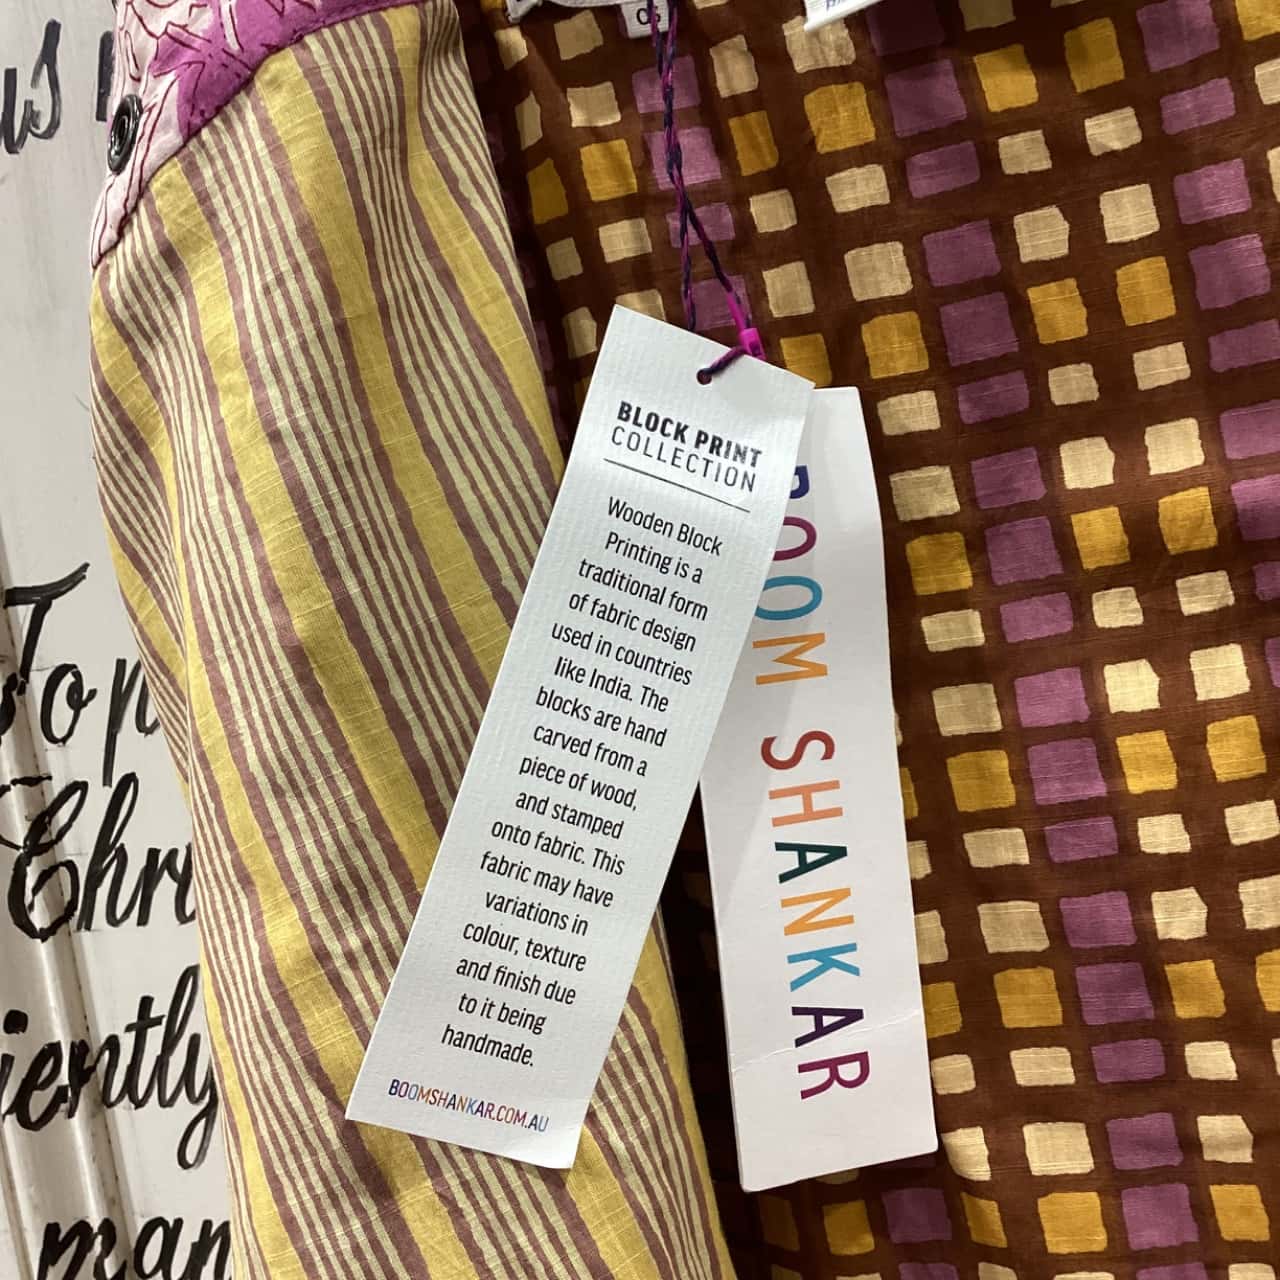 BLOCK PRINT
COLLECTION
Wooden Block
Printing is a
traditional form
of fabric design
used in countries
like India. The
blocks are hand
carved from a
piece of wood,
and stamped
onto fabric. This
fabric may have
variations in
colour, texture
and finish due
to it being
handmade.
BOOMSHANKAR.COM.AU
BOOM SHANKAR
To